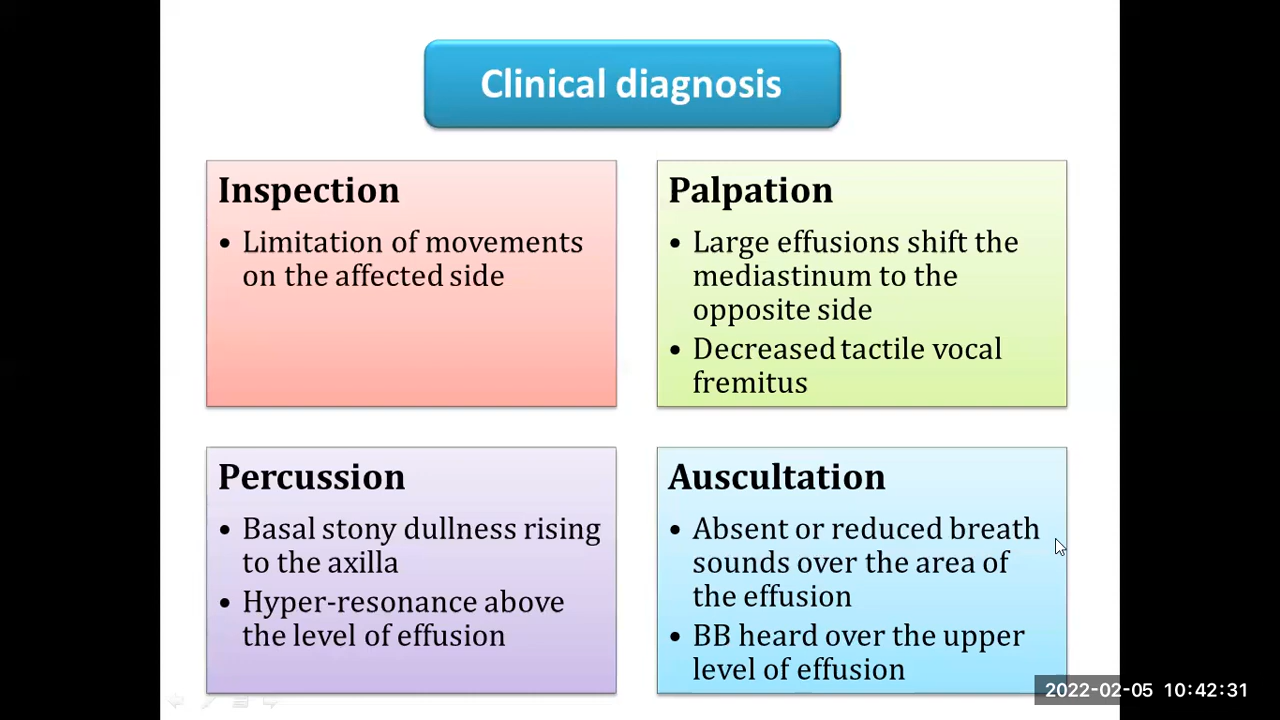 Clinical diagnosis
Inspection
• Limitation of movements
on the affected side
Palpation
• Large effusions shift the
mediastinum to the
opposite side
• Decreased tactile vocal
fremitus
Percussion
• Basal stony dullness rising
to the axilla
• Hyper-resonance above
the level of effusion
Auscultation
• Absent or reduced breath
sounds over the area of
the effusion
• BB heard over the upper
level of effusion
2022-02-05 10:42:31